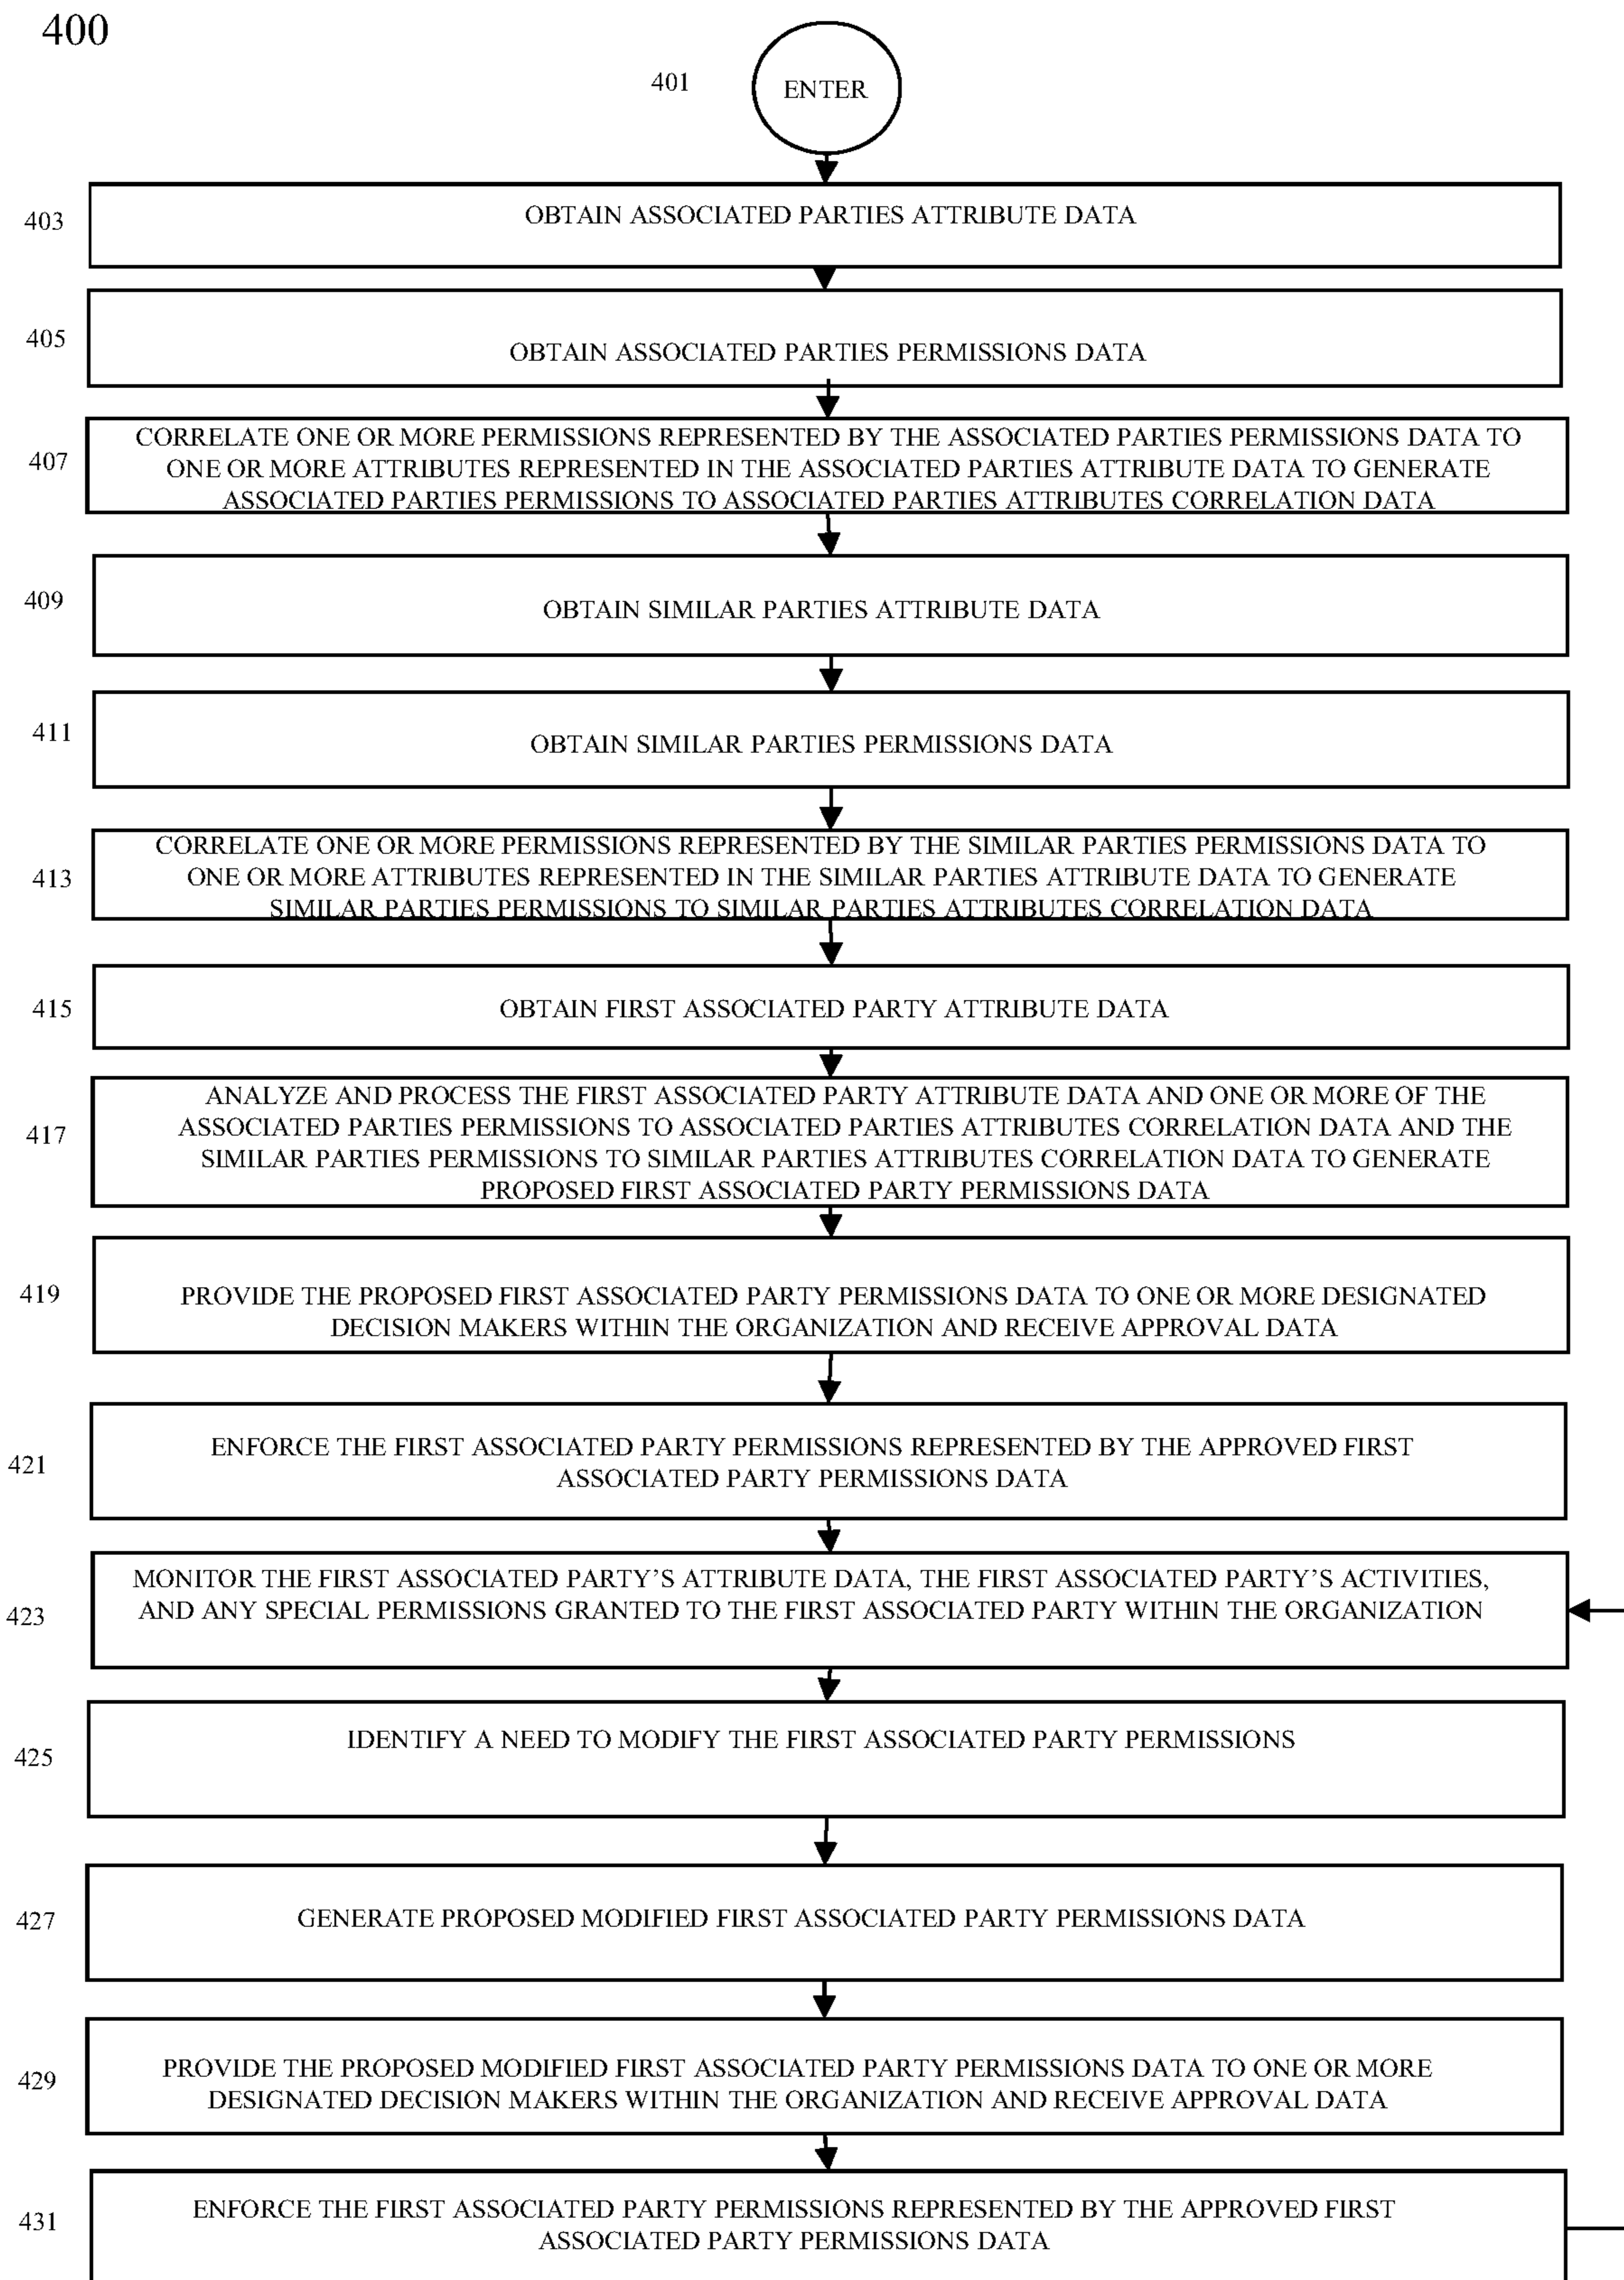 400
401
ENTER
403
OBTAIN ASSOCIATED PARTIES ATTRIBUTE DATA
405
OBTAIN ASSOCIATED PARTIES PERMISSIONS DATA
407
CORRELATE ONE OR MORE PERMISSIONS REPRESENTED BY THE ASSOCIATED PARTIES PERMISSIONS DATA TO
ONE OR MORE ATTRIBUTES REPRESENTED IN THE ASSOCIATED PARTIES ATTRIBUTE DATA TO GENERATE
ASSOCIATED PARTIES PERMISSIONS TO ASSOCIATED PARTIES ATTRIBUTES CORRELATION DATA
409
OBTAIN SIMILAR PARTIES ATTRIBUTE DATA
411
OBTAIN SIMILAR PARTIES PERMISSIONS DATA
413
CORRELATE ONE OR MORE PERMISSIONS REPRESENTED BY THE SIMILAR PARTIES PERMISSIONS DATA TO
ONE OR MORE ATTRIBUTES REPRESENTED IN THE SIMILAR PARTIES ATTRIBUTE DATA TO GENERATE
SIMILAR PARTIES PERMISSIONS TO SIMILAR PARTIES ATTRIBUTES CORRELATION DATA
415
OBTAIN FIRST ASSOCIATED PARTY ATTRIBUTE DATA
417
ANALYZE AND PROCESS THE FIRST ASSOCIATED PARTY ATTRIBUTE DATA AND ONE OR MORE OF THE
ASSOCIATED PARTIES PERMISSIONS TO ASSOCIATED PARTIES ATTRIBUTES CORRELATION DATA AND THE
SIMILAR PARTIES PERMISSIONS TO SIMILAR PARTIES ATTRIBUTES CORRELATION DATA TO GENERATE
PROPOSED FIRST ASSOCIATED PARTY PERMISSIONS DATA
419
PROVIDE THE PROPOSED FIRST ASSOCIATED PARTY PERMISSIONS DATA TO ONE OR MORE DESIGNATED
DECISION MAKERS WITHIN THE ORGANIZATION AND RECEIVE APPROVAL DATA
421
ENFORCE THE FIRST ASSOCIATED PARTY PERMISSIONS REPRESENTED BY THE APPROVED FIRST
ASSOCIATED PARTY PERMISSIONS DATA
423
MONITOR THE FIRST ASSOCIATED PARTY’S ATTRIBUTE DATA, THE FIRST ASSOCIATED PARTY’S ACTIVITIES,
AND ANY SPECIAL PERMISSIONS GRANTED TO THE FIRST ASSOCIATED PARTY WITHIN THE ORGANIZATION
425
IDENTIFY A NEED TO MODIFY THE FIRST ASSOCIATED PARTY PERMISSIONS
427
GENERATE PROPOSED MODIFIED FIRST ASSOCIATED PARTY PERMISSIONS DATA
429
PROVIDE THE PROPOSED MODIFIED FIRST ASSOCIATED PARTY PERMISSIONS DATA TO ONE OR MORE
DESIGNATED DECISION MAKERS WITHIN THE ORGANIZATION AND RECEIVE APPROVAL DATA
431
ENFORCE THE FIRST ASSOCIATED PARTY PERMISSIONS REPRESENTED BY THE APPROVED FIRST
ASSOCIATED PARTY PERMISSIONS DATA